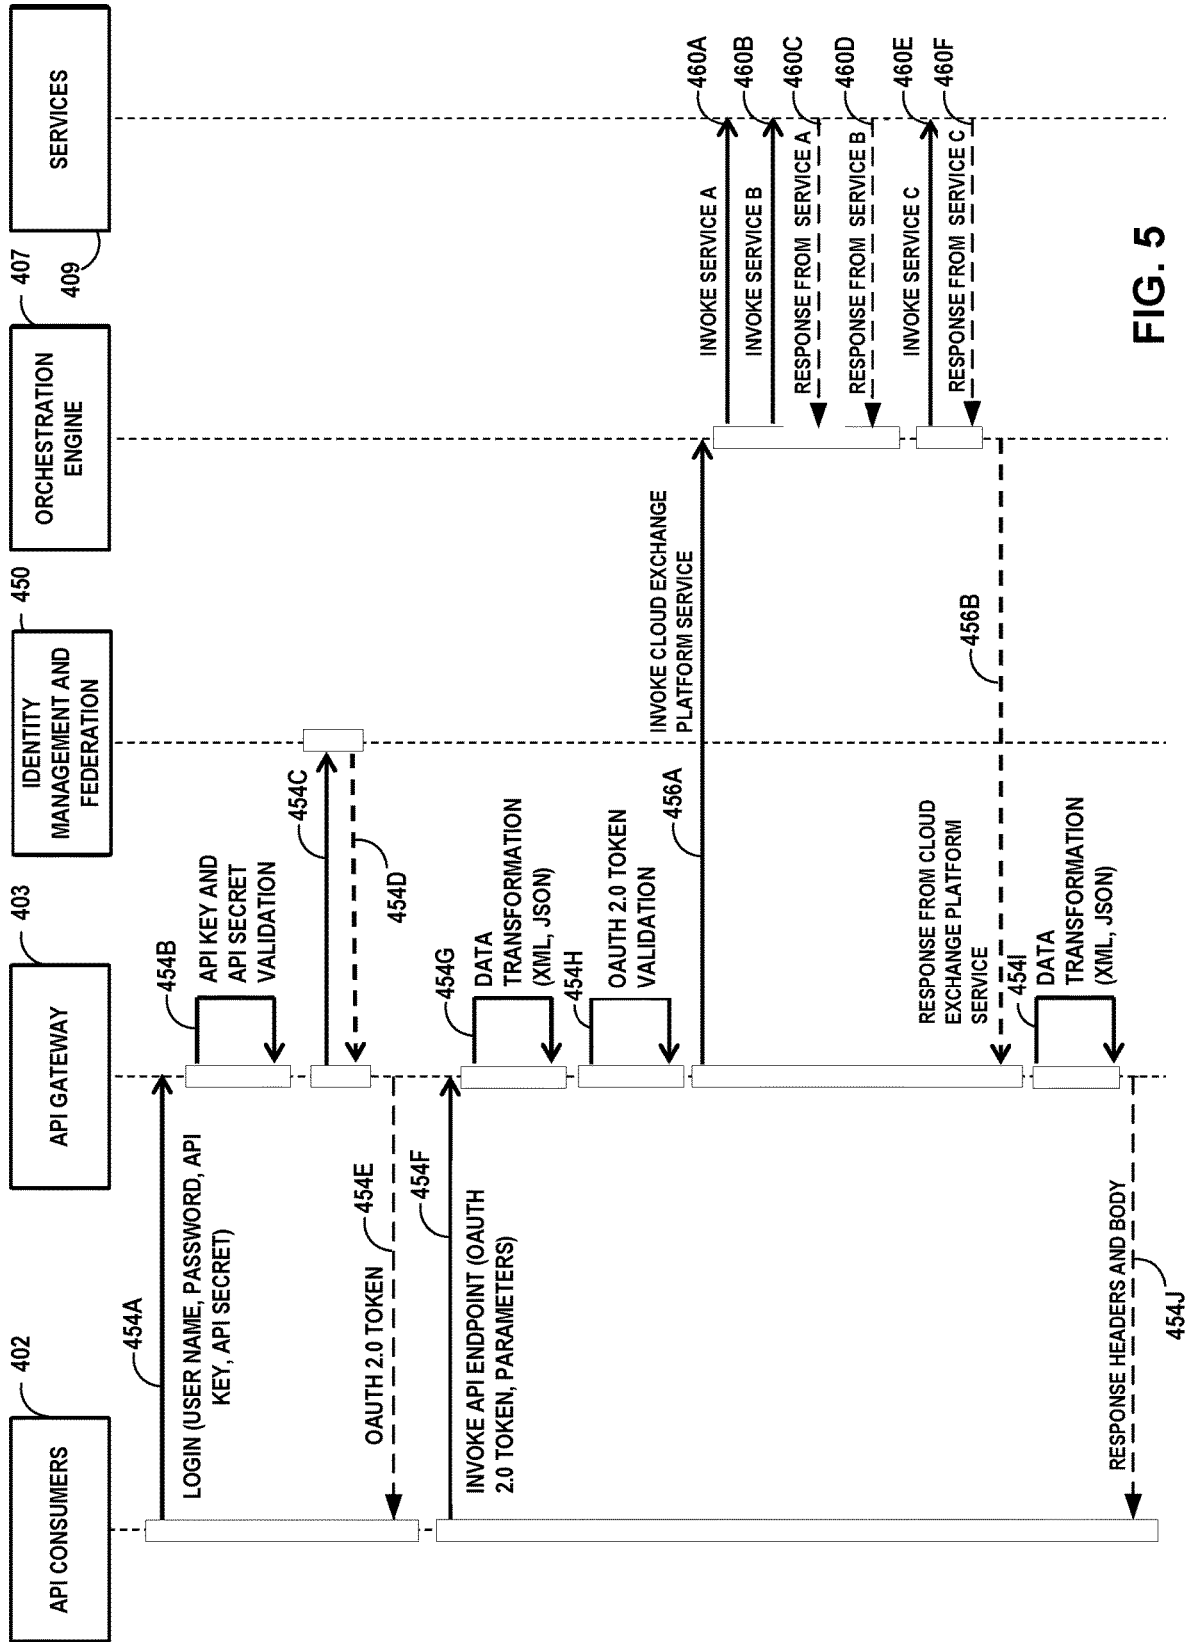 API CONSUMERS
402
API GATEWAY
403
IDENTITY
MANAGEMENT AND
FEDERATION
450
ORCHESTRATION
ENGINE
407
SERVICES
409
454A
LOGIN (USER NAME, PASSWORD, API
KEY, API SECRET)
454B
API KEY AND
API SECRET
VALIDATION
454C
454D
454E
OAUTH 2.0 TOKEN
454F
INVOKE API ENDPOINT (OAUTH
2.0 TOKEN, PARAMETERS)
454G
DATA
TRANSFORMATION
(XML, JSON)
454H
OAUTH 2.0 TOKEN
VALIDATION
456A
INVOKE CLOUD EXCHANGE
PLATFORM SERVICE
INVOKE SERVICE A
460A
INVOKE SERVICE B
460B
RESPONSE FROM SERVICE A
460C
RESPONSE FROM SERVICE B
460D
INVOKE SERVICE C
460E
RESPONSE FROM SERVICE C
460F
456B
RESPONSE FROM CLOUD
EXCHANGE PLATFORM
SERVICE
454I
DATA
TRANSFORMATION
(XML, JSON)
RESPONSE HEADERS AND BODY
454J
FIG. 5